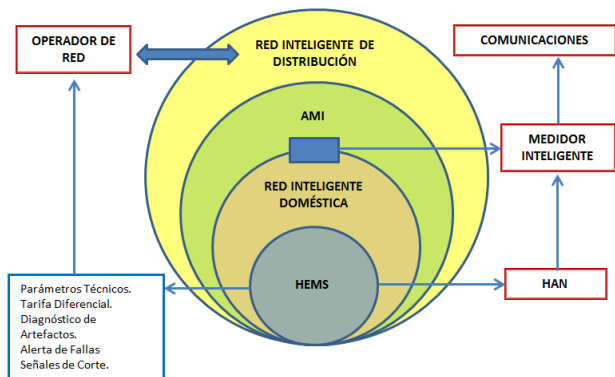 OPERADOR DE
RED
RED INTELIGENTE DE
DISTRIBUCIÓN
COMUNICACIONES
AMI
MEDIDOR
INTELIGENTE
RED INTELIGENTE
DOMÉSTICA
HEMS
HAN
Parámetros Técnicos.
Tarifa Diferencial.
Diagnóstico de
Artefactos.
Alerta de Fallas
Señales de Corte.